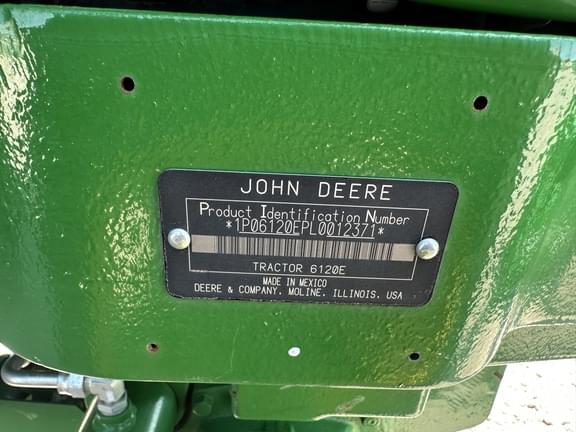 JOHN DEERE
Product Identification Number
*1P06120EPL0012371*
TRACTOR 6120E
MADE IN MEXICO
DEERE & COMPANY, MOLINE, ILLINOIS, USA